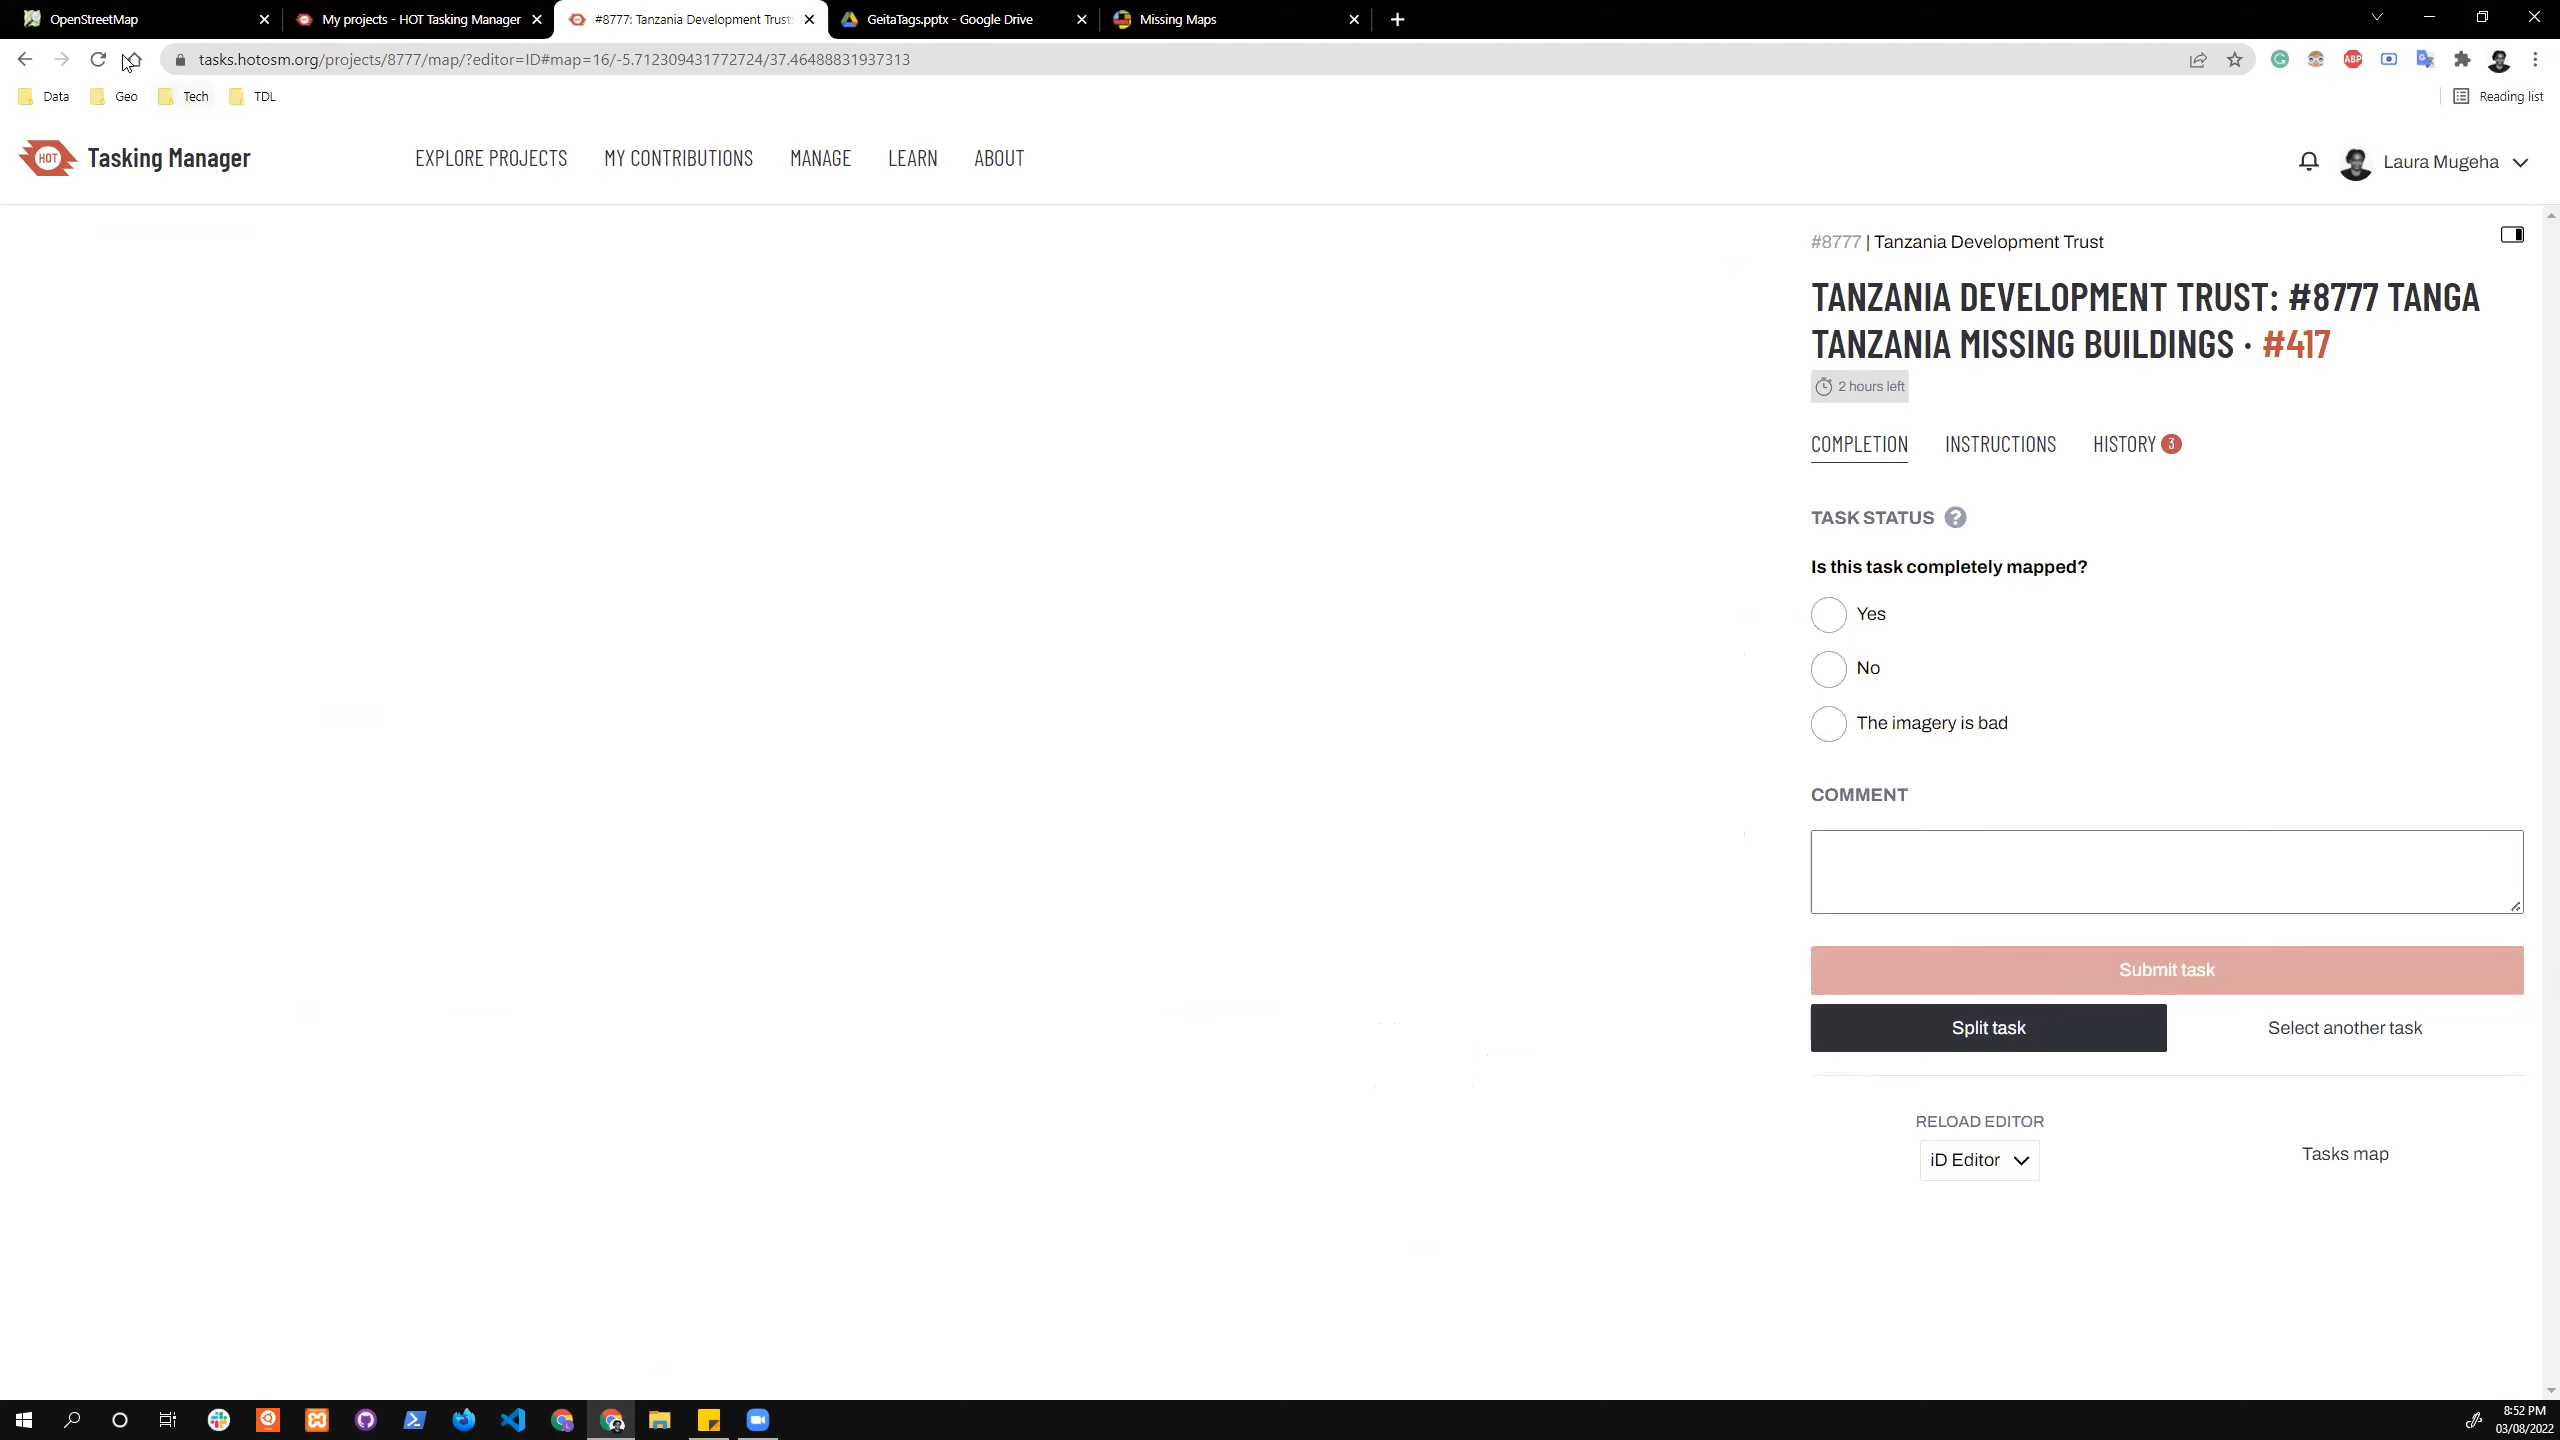 OpenStreetMap
My projects - HOT Tasking Manager
#8777: Tanzania Development Trust:
GeitaTags.pptx - Google Drive
Missing Maps
tasks.hotosm.org/projects/8777/map/?editor=ID#map=16/-5.712309431772724/37.46488831937313
ABP
Data
Geo
Tech
TDL
Reading list
HOT
Tasking Manager
EXPLORE PROJECTS
MY CONTRIBUTIONS
MANAGE
LEARN
ABOUT
Laura Mugeha
#8777 | Tanzania Development Trust
TANZANIA DEVELOPMENT TRUST: #8777 TANGA
TANZANIA MISSING BUILDINGS · #417
2 hours left
COMPLETION
INSTRUCTIONS
HISTORY 3
TASK STATUS ?
Is this task completely mapped?
Yes
No
The imagery is bad
COMMENT
Submit task
Split task
Select another task
RELOAD EDITOR
iD Editor
Tasks map
8:52 PM
03/08/2022